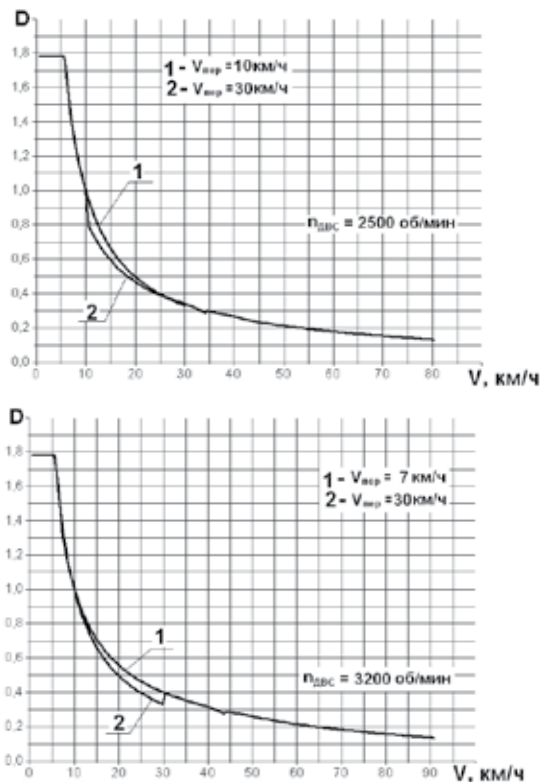 D
1,8
1 - Vпер =10км/ч
2 - Vпер =30км/ч
1,6
1,4
1,2
1
1,0
nДВС = 2500 об/мин
0,8
0,6
0,4
2
0,2
0,0
0 10 20 30 40 50 60 70 80
V, км/ч
D
1,8
1 - Vпер = 7 км/ч
2 - Vпер =30км/ч
1,6
1,4
1,2
1,0
0,8
1
0,6
nДВС = 3200 об/мин
0,4
2
0,2
0,0
0 10 20 30 40 50 60 70 80 90
V, км/ч